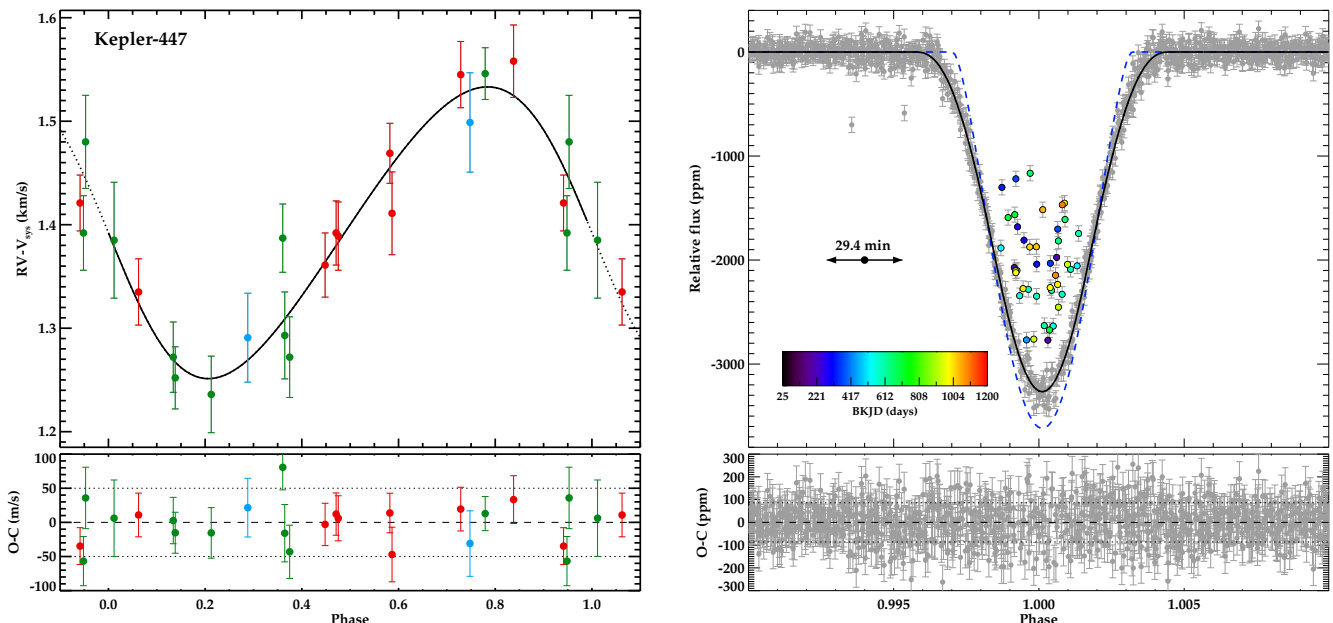 Kepler-447
1.6
1.5
1.4
1.3
1.2
RV-Vsys (km/s)
100
50
0
-50
-100
O-C (m/s)
0.0 0.2 0.4 0.6 0.8 1.0
Phase
0
-1000
-2000
-3000
Relative flux (ppm)
29.4 min
25 221 417 612 808 1004 1200
BKJD (days)
300
200
100
0
-100
-200
-300
O-C (ppm)
0.995 1.000 1.005
Phase